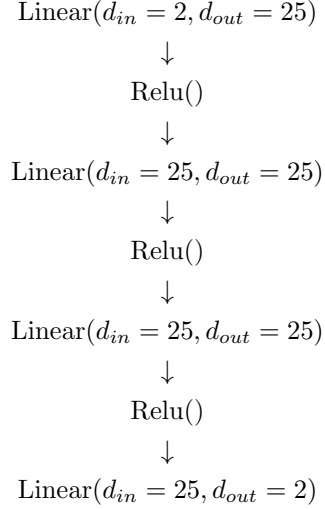 Linear(d_in = 2, d_out = 25)
↓
Relu()
↓
Linear(d_in = 25, d_out = 25)
↓
Relu()
↓
Linear(d_in = 25, d_out = 25)
↓
Relu()
↓
Linear(d_in = 25, d_out = 2)